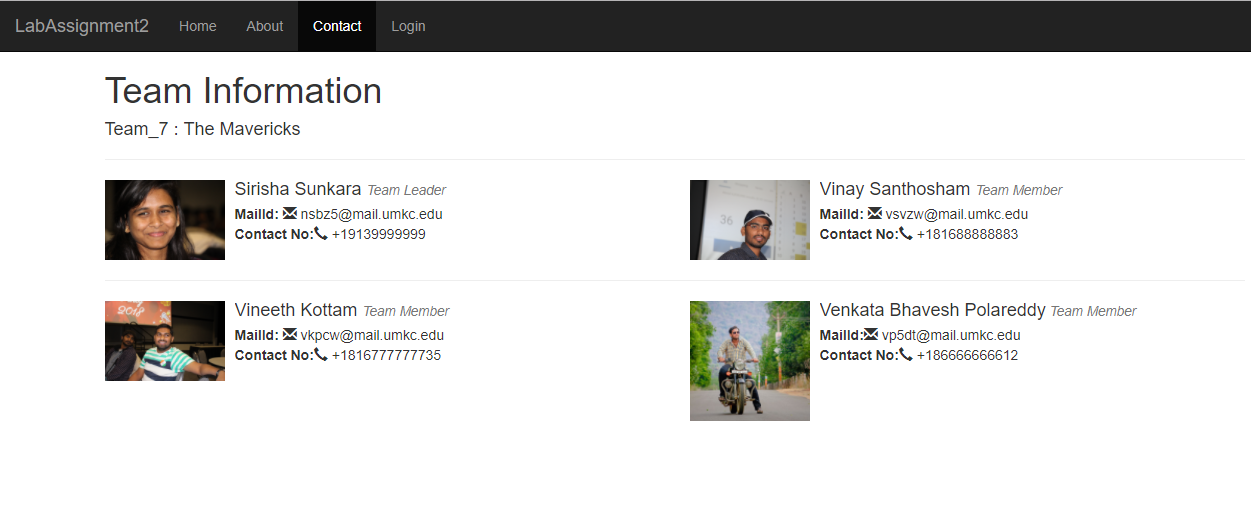 LabAssignment2 Home About Contact Login
Team Information
Team_7 : The Mavericks
Sirisha Sunkara Team Leader
MailId: nsbz5@mail.umkc.edu
Contact No: +19139999999
36
Vinay Santhosham Team Member
MailId: vsvzw@mail.umkc.edu
Contact No: +181688888883
2018
Vineeth Kottam Team Member
MailId: vkpcw@mail.umkc.edu
Contact No: +1816777777735
Venkata Bhavesh Polareddy Team Member
MailId: vp5dt@mail.umkc.edu
Contact No: +186666666612